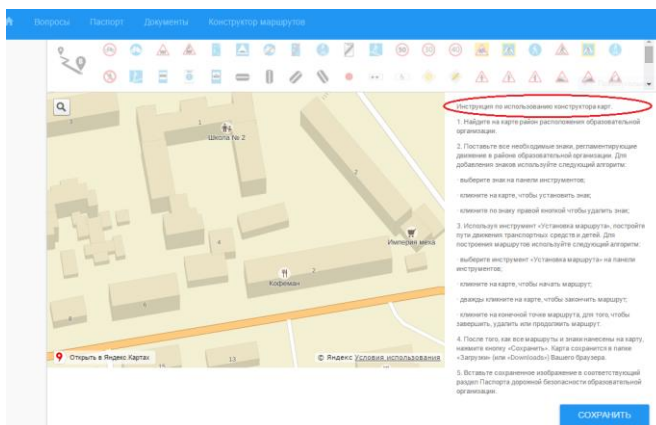 Вопросы Паспорт Документы Конструктор маршрутов
Инструкция по использованию конструктора карт.
1. Найдите на карте район расположения образовательной
организации.
2. Поставьте все необходимые знаки, регламентирующие
движение в районе образовательной организации. Для
добавления знаков используйте следующий алгоритм:
- выберите знак на панели инструментов;
- кликните на карте, чтобы установить знак;
- кликните по знаку правой кнопкой чтобы удалить знак;
3. Используя инструмент «Установка маршрута», постройте
пути движения транспортных средств и детей. Для
построения маршрутов используйте следующий алгоритм:
- выберите инструмент «Установка маршрута» на панели
инструментов;
- кликните на карте, чтобы начать маршрут;
- дважды кликните на карте, чтобы закончить маршрут;
- кликните на конечной точке маршрута, для того, чтобы
завершить, удалить или продолжить маршрут.
4. После того, как все маршруты и знаки нанесены на карту,
нажмите кнопку «Сохранить». Карта сохранится в папке
«Загрузки» (или «Downloads») Вашего браузера.
5. Вставьте сохраненное изображение в соответствующий
раздел Паспорта дорожной безопасности образовательной
организации.
СОХРАНИТЬ
Школа № 2
2
Империя меха
4
2
Кофеман
Открыть в Яндекс.Картах
13
© Яндекс Условия использования